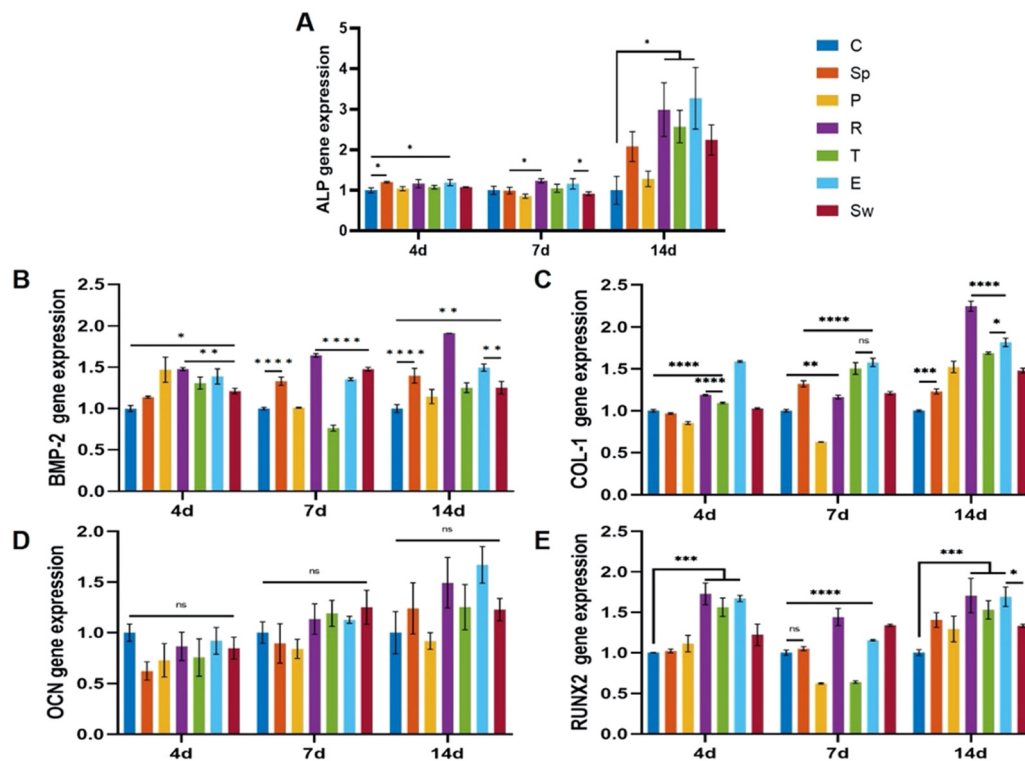 A
ALP gene expression
5
4
3
2
1
0
*
*
*
*
*
4d
7d
14d
C
Sp
P
R
T
E
Sw
B
BMP-2 gene expression
2.5
2.0
1.5
1.0
0.5
0.0
*
* *
* * * *
* * * *
* *
* * * *
* *
4d
7d
14d
C
COL-1 gene expression
2.5
2.0
1.5
1.0
0.5
0.0
****
****
****
**
ns
****
*
***
4d
7d
14d
D
OCN gene expression
2.0
1.5
1.0
0.5
0.0
ns
ns
ns
4d
7d
14d
E
RUNX2 gene expression
2.5
2.0
1.5
1.0
0.5
0.0
***
****
ns
***
*
4d
7d
14d